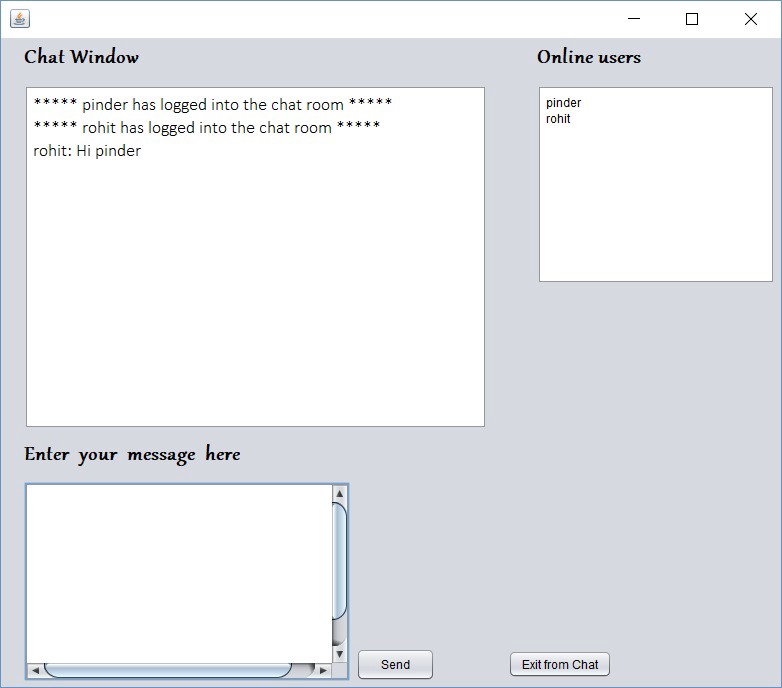 Chat Window
***** pinder has logged into the chat room *****
***** rohit has logged into the chat room *****
rohit: Hi pinder
Online users
pinder
rohit
Enter your message here
Send
Exit from Chat